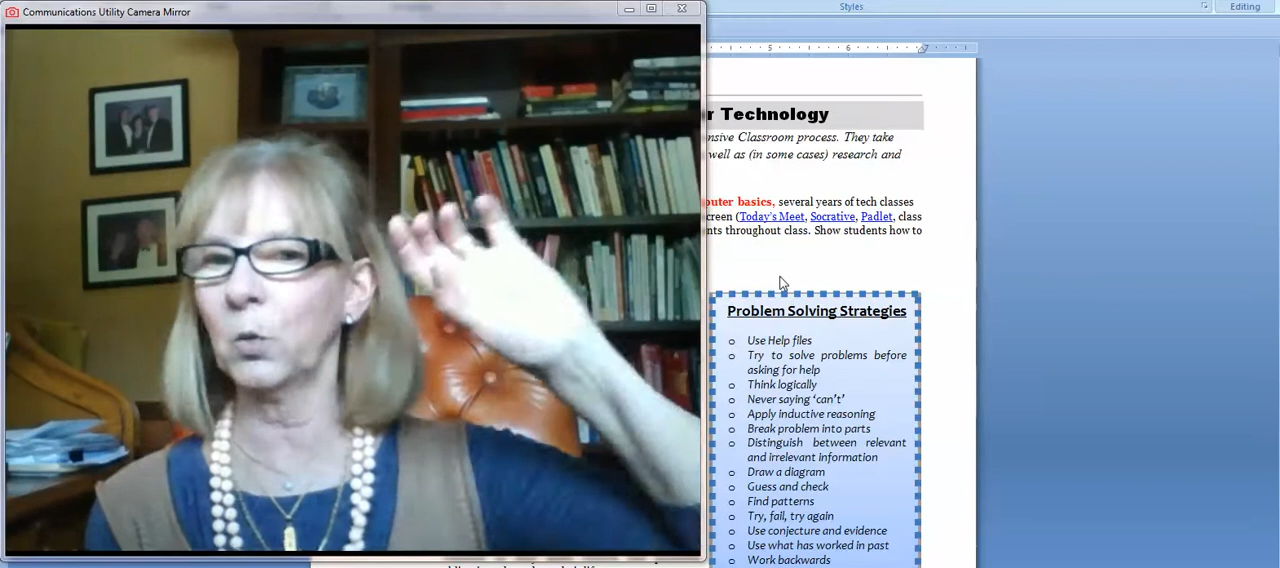 Communications Utility Camera Mirror
Styles
Editing
5 6 7
r Technology
nsive Classroom process. They take
well as (in some cases) research and
puter basics, several years of tech classes
creen (Today's Meet, Socrative, Padlet, class
nts throughout class. Show students how to
Problem Solving Strategies
o Use Help files
o Try to solve problems before
asking for help
o Think logically
o Never saying ‘can’t’
o Apply inductive reasoning
o Break problem into parts
o Distinguish between relevant
and irrelevant information
o Draw a diagram
o Guess and check
o Find patterns
o Try, fail, try again
o Use conjecture and evidence
o Use what has worked in past
o Work backwards